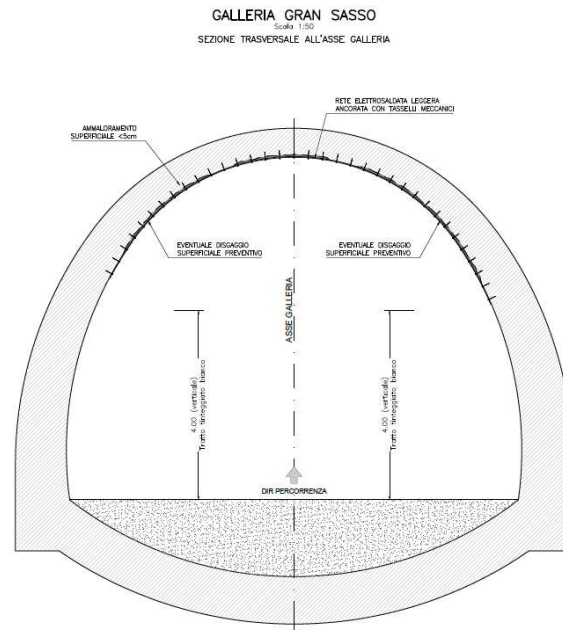 GALLERIA GRAN SASSO
Scala 1:50
SEZIONE TRASVERSALE ALL'ASSE GALLERIA
RETE ELETTROSALDATA LEGGERA
ANCORATA CON TASSELLI MECCANICI
AMMALORAMENTO
SUPERFICIALE <5cm
EVENTUALE DISGAGGIO
SUPERFICIALE PREVENTIVO
EVENTUALE DISGAGGIO
SUPERFICIALE PREVENTIVO
ASSE GALLERIA
4.00 (verticale)
Tratto tinteggiato bianco
4.00 (verticale)
Tratto tinteggiato bianco
DIR PERCORRENZA